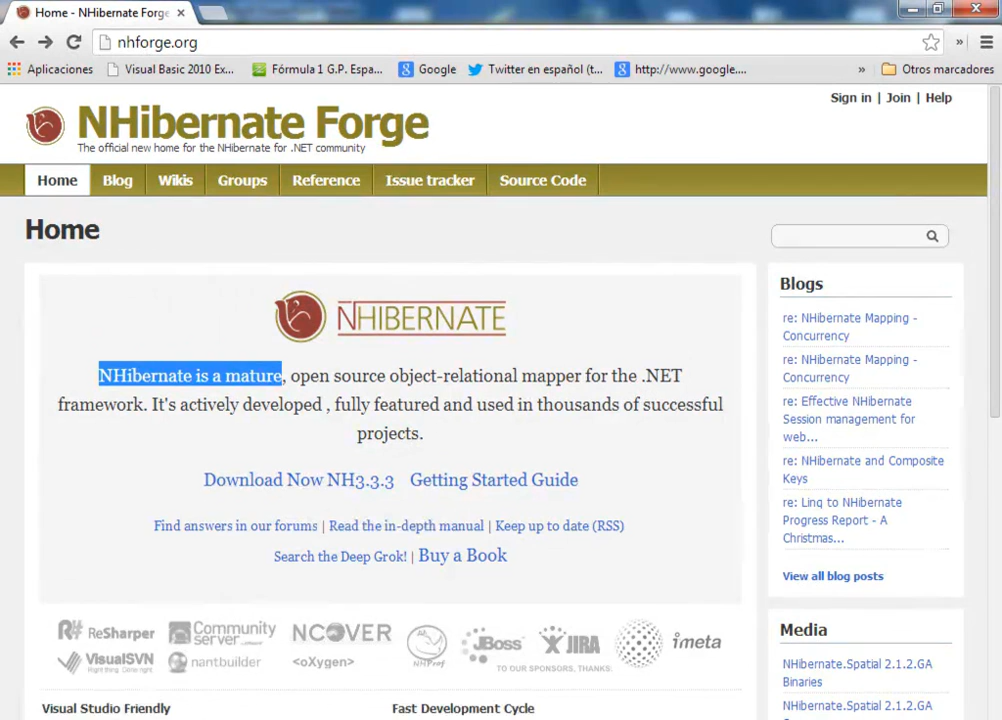 Home - NHibernate Forge
nhforge.org
Aplicaciones
Visual Basic 2010 Ex...
Fórmula 1 G.P. Espa...
Google
Twitter en español (t...
http://www.google....
»
Otros marcadores
Sign in | Join | Help
NHibernate Forge
The official new home for the NHibernate for .NET community
Home
Blog
Wikis
Groups
Reference
Issue tracker
Source Code
Home
NHIBERNATE
NHibernate is a mature, open source object-relational mapper for the .NET
framework. It's actively developed , fully featured and used in thousands of successful
projects.
Download Now NH3.3.3 Getting Started Guide
Find answers in our forums | Read the in-depth manual | Keep up to date (RSS)
Search the Deep Grok! | Buy a Book
R# ReSharper
Community server
NCOVER
NHProf
JBoss
JIRA
imeta
VisualSVN
nantbuilder
<oXygen>
TO OUR SPONSORS, THANKS.
Visual Studio Friendly
Fast Development Cycle
Blogs
re: NHibernate Mapping -
Concurrency
re: NHibernate Mapping -
Concurrency
re: Effective NHibernate
Session management for
web...
re: NHibernate and Composite
Keys
re: Linq to NHibernate
Progress Report - A
Christmas...
View all blog posts
Media
NHibernate.Spatial 2.1.2.GA
Binaries
NHibernate.Spatial 2.1.2.GA